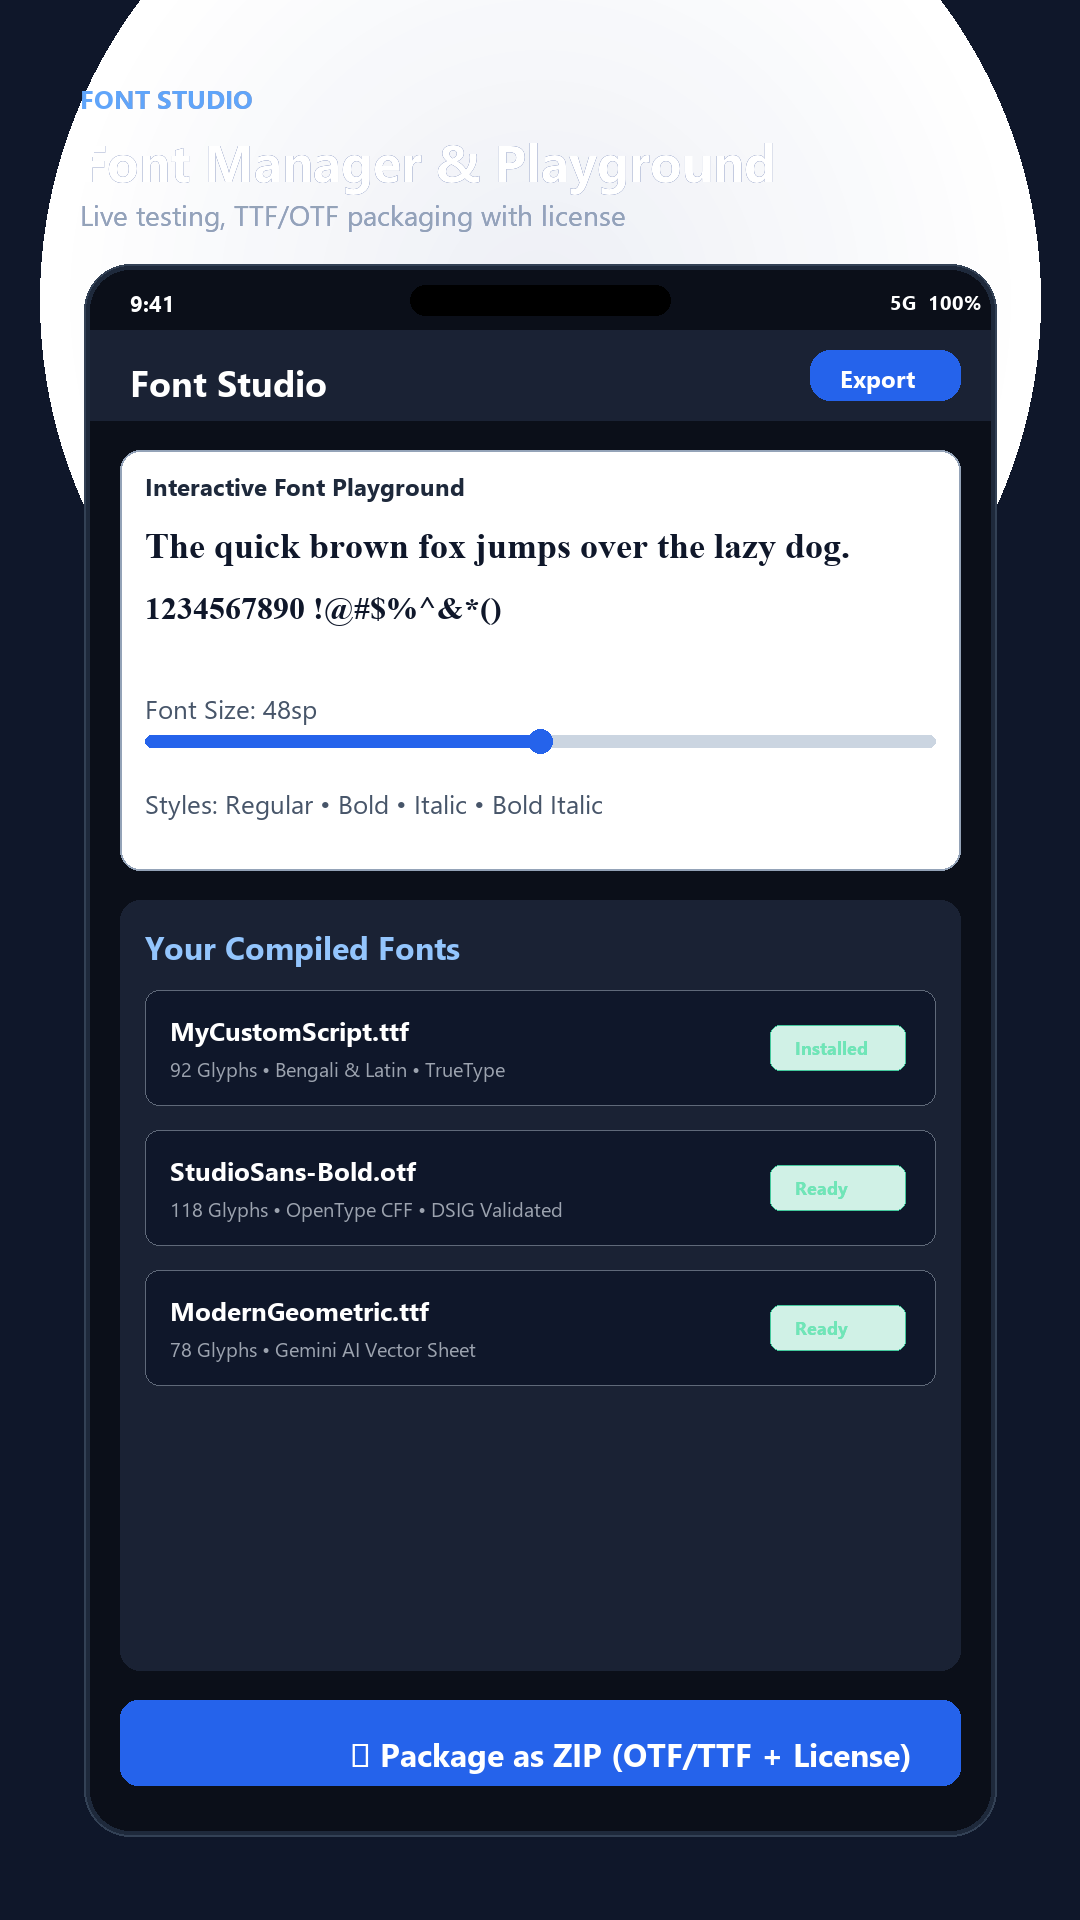 FONT STUDIO
Font Manager & Playground
Live testing, TTF/OTF packaging with license
9:41
5G 100%
Font Studio
Export
Interactive Font Playground
The quick brown fox jumps over the lazy dog.
1234567890 !@#$%^&*()
Font Size: 48sp
Styles: Regular • Bold • Italic • Bold Italic
Your Compiled Fonts
MyCustomScript.ttf
92 Glyphs • Bengali & Latin • TrueType
Installed
StudioSans-Bold.otf
118 Glyphs • OpenType CFF • DSIG Validated
Ready
ModernGeometric.ttf
78 Glyphs • Gemini AI Vector Sheet
Ready
Package as ZIP (OTF/TTF + License)